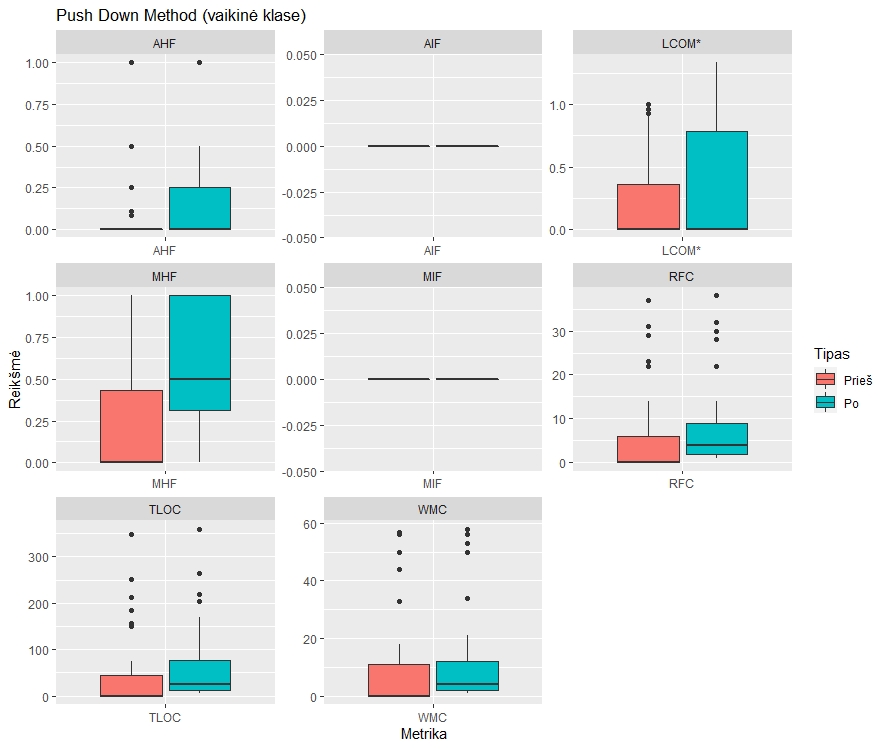 Push Down Method (vaikinė klasė)
AHF
AIF
LCOM*
1.00
0.75
0.50
0.25
0.00
0.050
0.025
0.000
-0.025
-0.050
1.0
0.5
0.0
AHF
AIF
LCOM*
MHF
MIF
RFC
1.00
0.75
0.50
0.25
0.00
0.050
0.025
0.000
-0.025
-0.050
30
20
10
0
MHF
MIF
RFC
TLOC
WMC
300
200
100
0
60
40
20
0
TLOC
WMC
Reikšmė
Metrika
Tipas
Prieš
Po